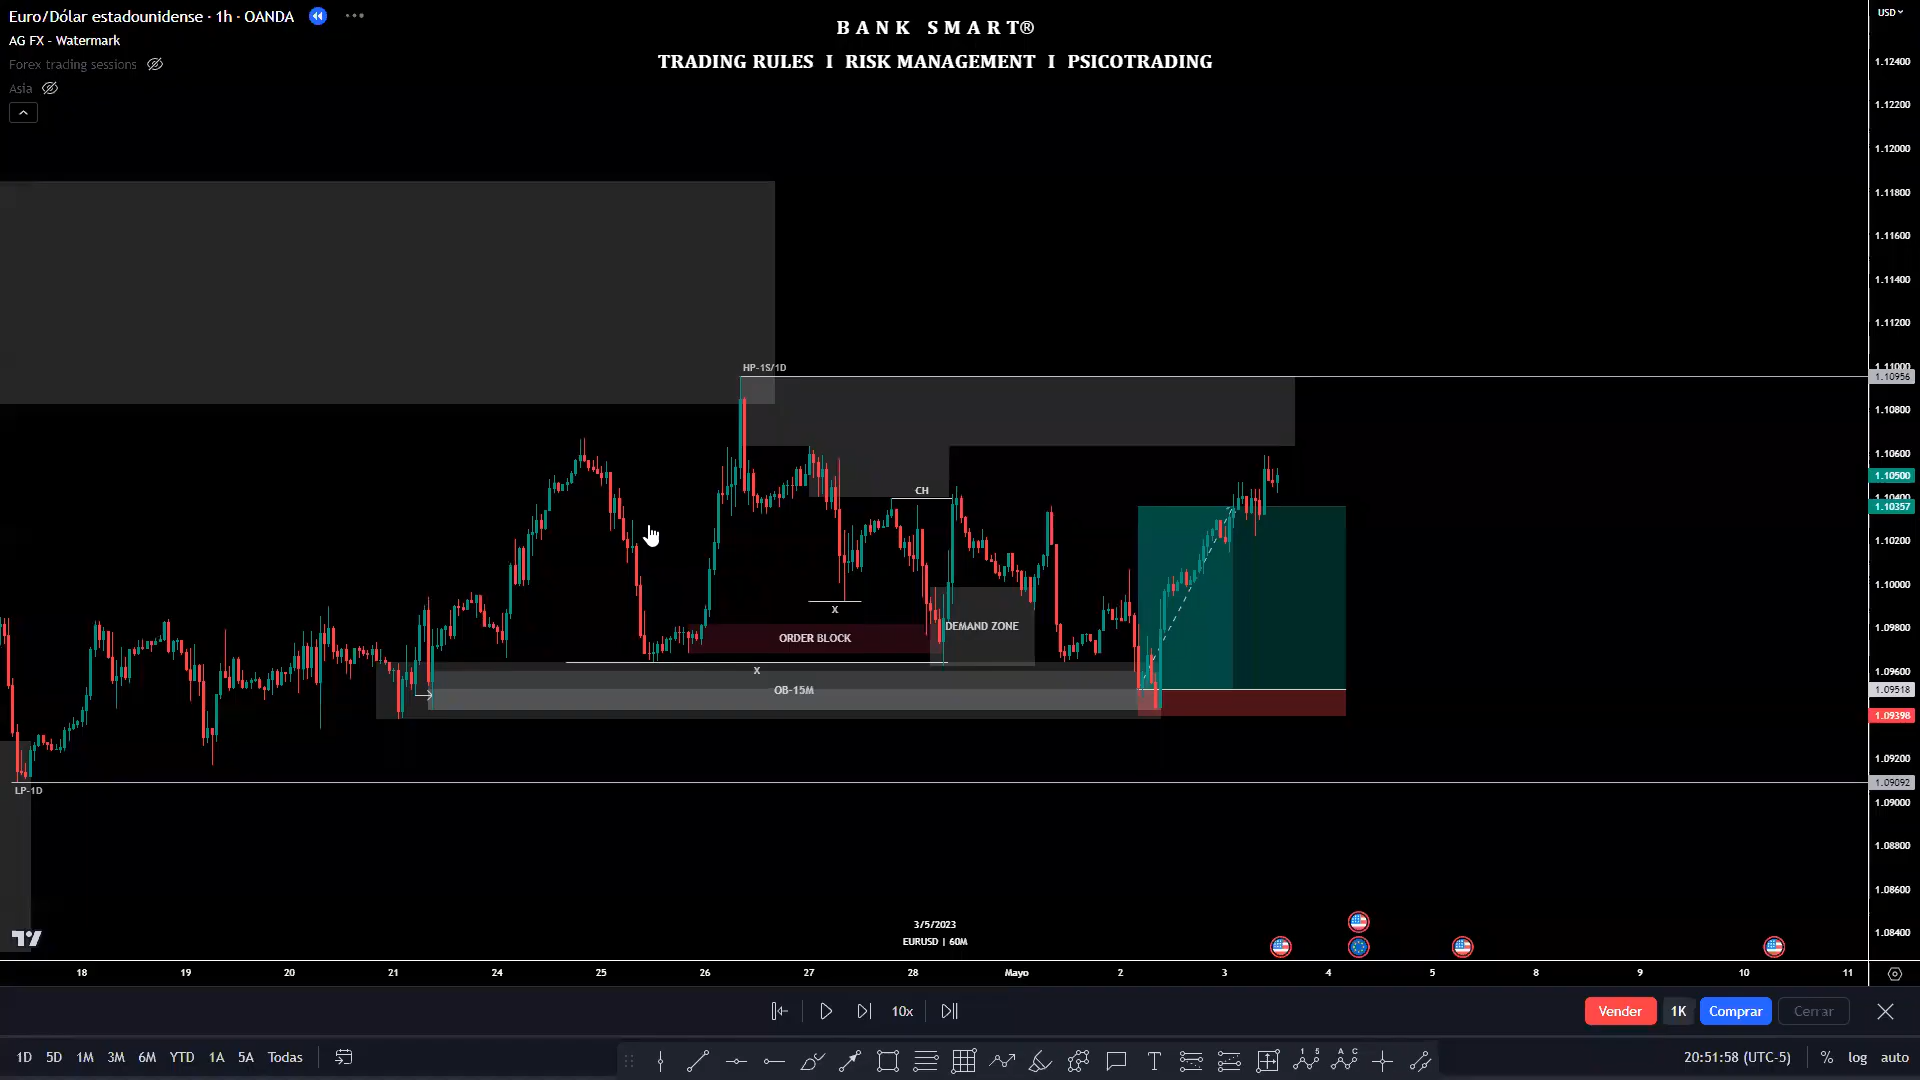 Euro/Dólar estadounidense · 1h · OANDA
AG FX - Watermark
Forex trading sessions
Asia
B A N K S M A R T®
TRADING RULES I RISK MANAGEMENT I PSICOTRADING
USD
1.12400
1.12200
1.12000
1.11800
1.11600
1.11400
1.11200
1.11000
1.10956
1.10800
1.10600
1.10500
1.10400
1.10357
1.10200
1.10000
1.09800
1.09600
1.09518
1.09398
1.09200
1.09092
1.09000
1.08800
1.08600
1.08400
HP-1S/1D
CH
X
ORDER BLOCK
DEMAND ZONE
X
OB-15M
LP-1D
3/5/2023
EURUSD | 60M
18 19 20 21 24 25 26 27 28 Mayo 2 3 4 5 8 9 10 11
10x
Vender 1K Comprar Cerrar
1D 5D 1M 3M 6M YTD 1A 5A Todas
20:51:58 (UTC-5) % log auto